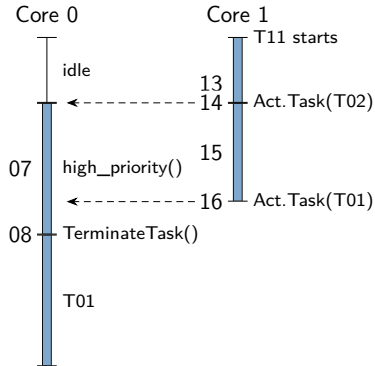 Core 0 Core 1
T11 starts
idle
13
14 Act.Task(T02)
07 high_priority()
15
16 Act.Task(T01)
08 TerminateTask()
T01